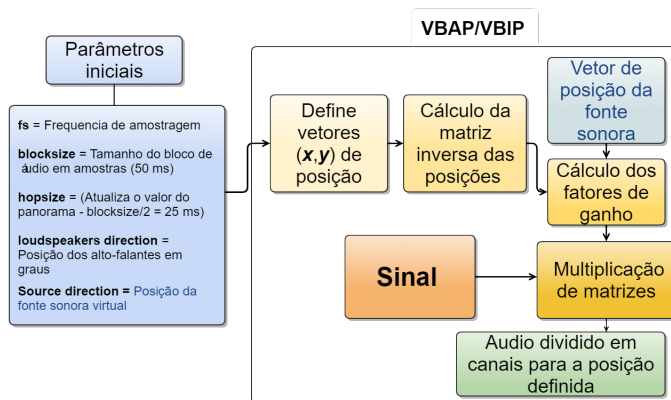 VBAP/VBIP
Parâmetros
iniciais
fs = Frequencia de amostragem
blocksize = Tamanho do bloco de
áudio em amostras (50 ms)
hopsize = (Atualiza o valor do
panorama - blocksize/2 = 25 ms)
loudspeakers direction =
Posição dos alto-falantes em
graus
Source direction = Posição da
fonte sonora virtual
Define
vetores
(x,y) de
posição
Cálculo da
matriz
inversa das
posições
Vetor de
posição da
fonte
sonora
Cálculo dos
fatores de
ganho
Sinal
Multiplicação
de matrizes
Audio dividido em
canais para a posição
definida